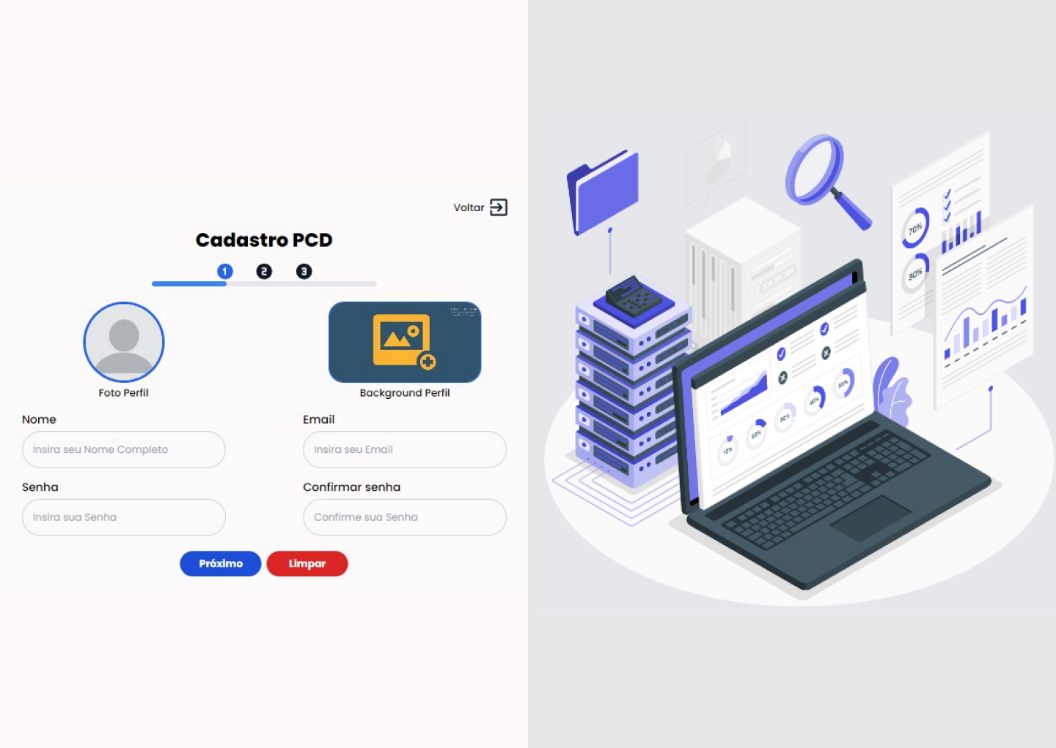 Voltar
Cadastro PCD
1 2 3
Foto Perfil
Background Perfil
Nome
Email
Insira seu Nome Completo
Insira seu Email
Senha
Confirmar senha
Insira sua Senha
Confirme sua Senha
Próximo
Limpar
70%
30%